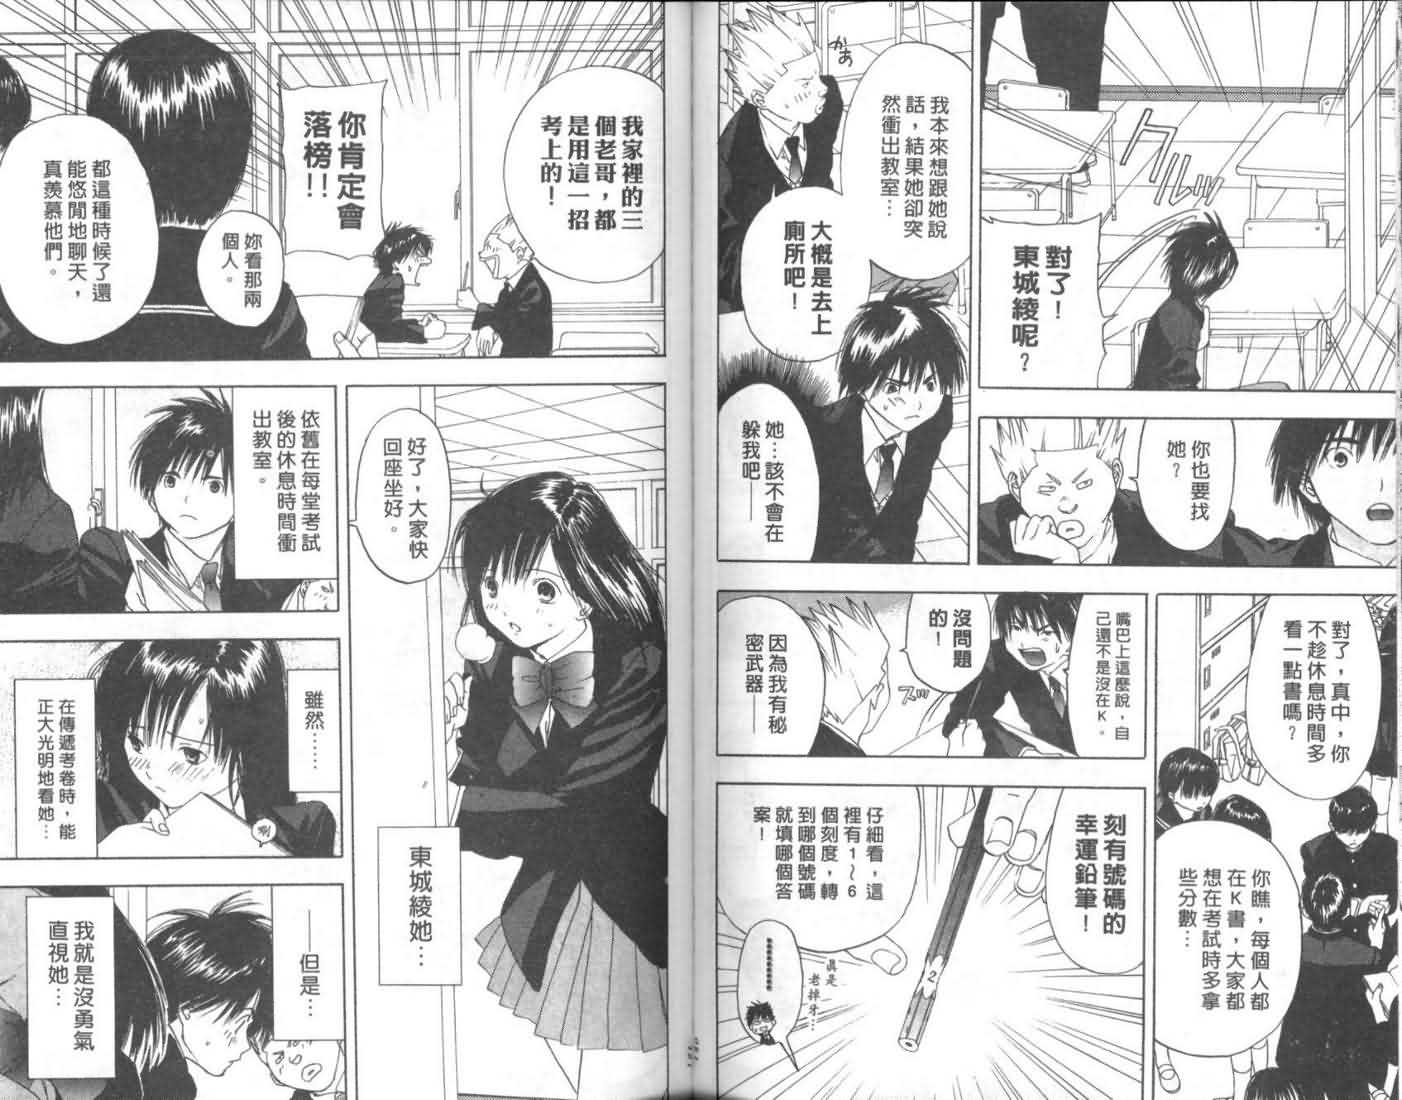 クルッ
對了！
東城綾呢？
かあ
我本來想跟她說
話，結果她卻突
然衝出教室…
大概是去上
廁所吧！
你也要找
她？
她…該不會在
躲我吧——
對了，真中，你
不趁休息時間多
看一點書嗎？
你瞧，每個人都
在K書，大家都
想在考試時多拿
些分數…
嘴巴上這麼說，自
己還不是沒在K。
沒問題
的！
ズッ
因為我有秘
密武器——
刻有號碼的
幸運鉛筆！
仔細看，這
裡有1～6
個刻度，轉
到哪個號碼
就填哪個答
案！
2
真是
老掉牙…
我家裡的三
個老哥，都
是用這一招
考上的！
你肯定會
落榜!!
妳看那兩
個人。
都這種時候了還
能悠閒地聊天，
真羨慕他們。
好了，大家快
回座坐好。
東城綾她…
依舊在每堂考試
後的休息時間衝
出教室。
雖然……
在傳遞考卷時，能
正大光明地看她…
唰
——但是…
我就是沒勇氣
直視她…